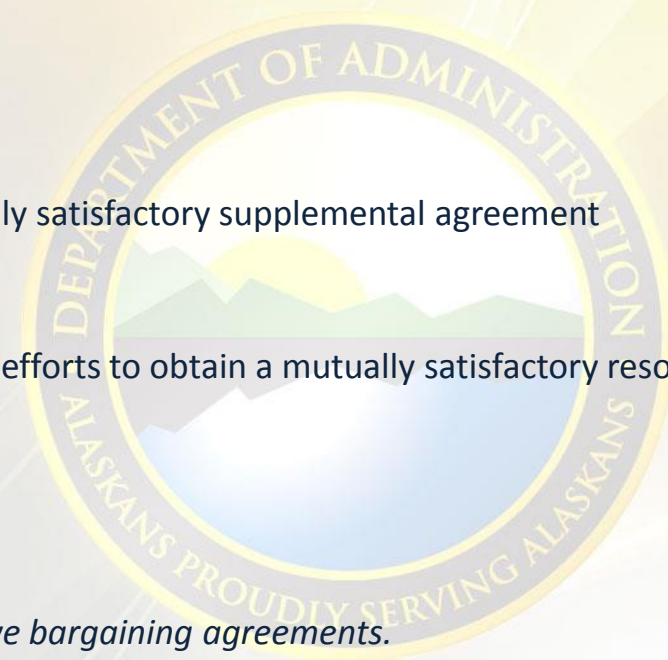 DEPARTMENT OF ADMINISTRATION
ly satisfactory supplemental agreement
efforts to obtain a mutually satisfactory reso
ALASKANS PROUDLY SERVING ALASKANS
ve bargaining agreements.